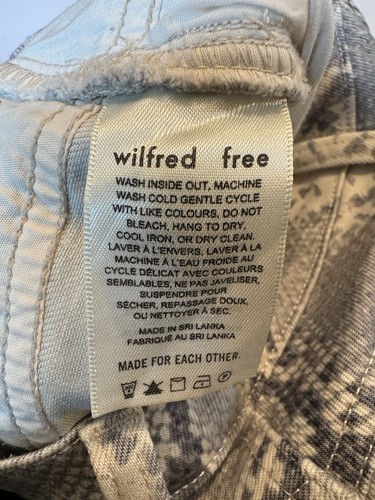 wilfred free
WASH INSIDE OUT, MACHINE
WASH COLD GENTLE CYCLE
WITH LIKE COLOURS, DO NOT
BLEACH, HANG TO DRY,
COOL IRON, OR DRY CLEAN.
LAVER À L'ENVERS, LAVER À LA
MACHINE À L'EAU FROIDE AU
CYCLE DÉLICAT AVEC COULEURS
SEMBLABLES, NE PAS JAVELISER,
SUSPENDRE POUR
SÉCHER, REPASSAGE DOUX,
OU NETTOYER À SEC.
MADE IN SRI LANKA
FABRIQUÉ AU SRI LANKA
MADE FOR EACH OTHER.